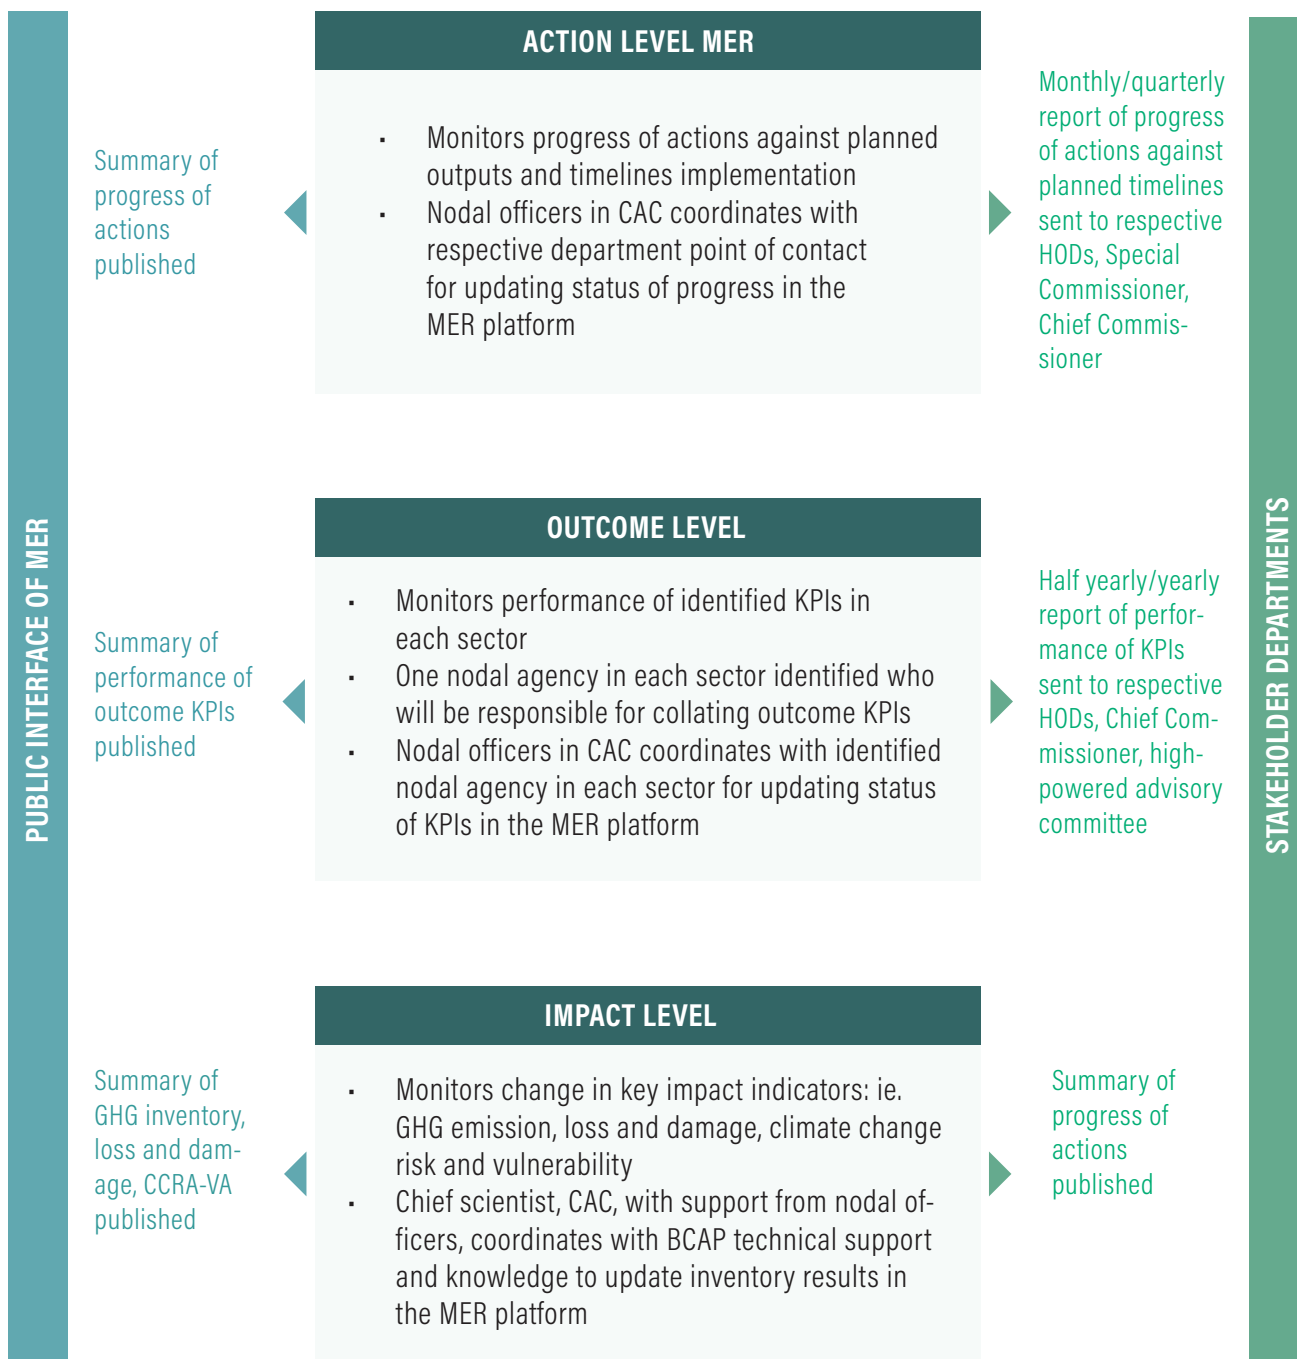 PUBLIC INTERFACE OF MER
ACTION LEVEL MER
Summary of
progress of
actions
published
▪ Monitors progress of actions against planned
outputs and timelines implementation
▪ Nodal officers in CAC coordinates with
respective department point of contact
for updating status of progress in the
MER platform
Monthly/quarterly
report of progress
of actions against
planned timelines
sent to respective
HODs, Special
Commissioner,
Chief Commis-
sioner
OUTCOME LEVEL
Summary of
performance of
outcome KPIs
published
▪ Monitors performance of identified KPIs in
each sector
▪ One nodal agency in each sector identified who
will be responsible for collating outcome KPIs
▪ Nodal officers in CAC coordinates with identified
nodal agency in each sector for updating status
of KPIs in the MER platform
Half yearly/yearly
report of perfor-
mance of KPIs
sent to respective
HODs, Chief Com-
missioner, high-
powered advisory
committee
IMPACT LEVEL
Summary of
GHG inventory,
loss and dam-
age, CCRA-VA
published
▪ Monitors change in key impact indicators: ie.
GHG emission, loss and damage, climate change
risk and vulnerability
▪ Chief scientist, CAC, with support from nodal of-
ficers, coordinates with BCAP technical support
and knowledge to update inventory results in
the MER platform
Summary of
progress of
actions
published
STAKEHOLDER DEPARTMENTS